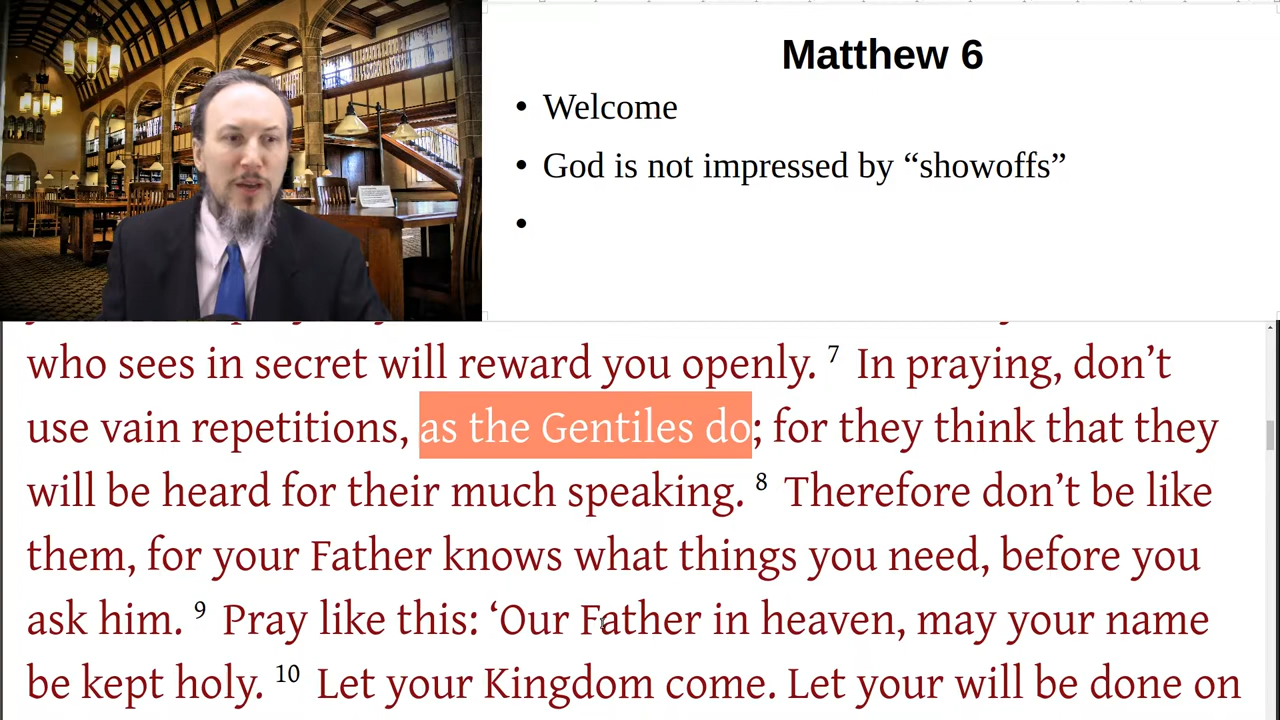 Matthew 6
• Welcome
• God is not impressed by “showoffs”
•
who sees in secret will reward you openly. 7 In praying, don’t
use vain repetitions, as the Gentiles do; for they think that they
will be heard for their much speaking. 8 Therefore don’t be like
them, for your Father knows what things you need, before you
ask him. 9 Pray like this: ‘Our Father in heaven, may your name
be kept holy. 10 Let your Kingdom come. Let your will be done on